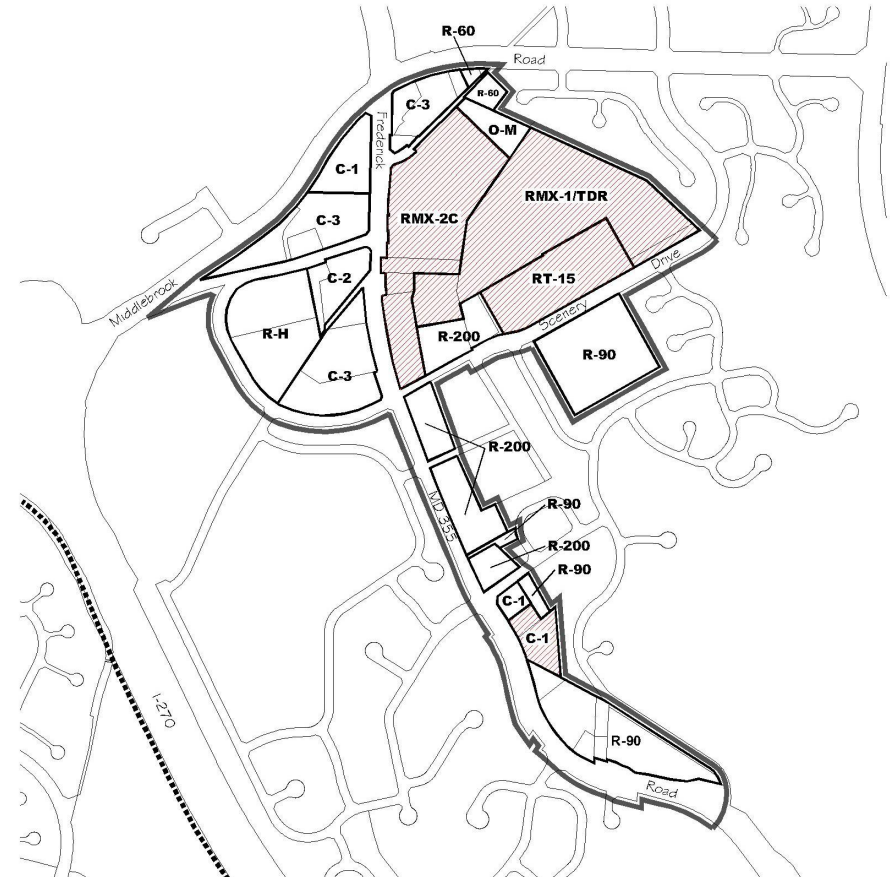 R-60
Road
R-60
C-3
Frederick
O-M
C-1
RMX-1/TDR
C-3
RMX-2C
Drive
C-2
RT-15
Middlebrook
Scenery
R-H
R-200
R-90
C-3
R-200
MD 355
R-90
R-200
R-90
C-1
C-1
I-270
R-90
Road